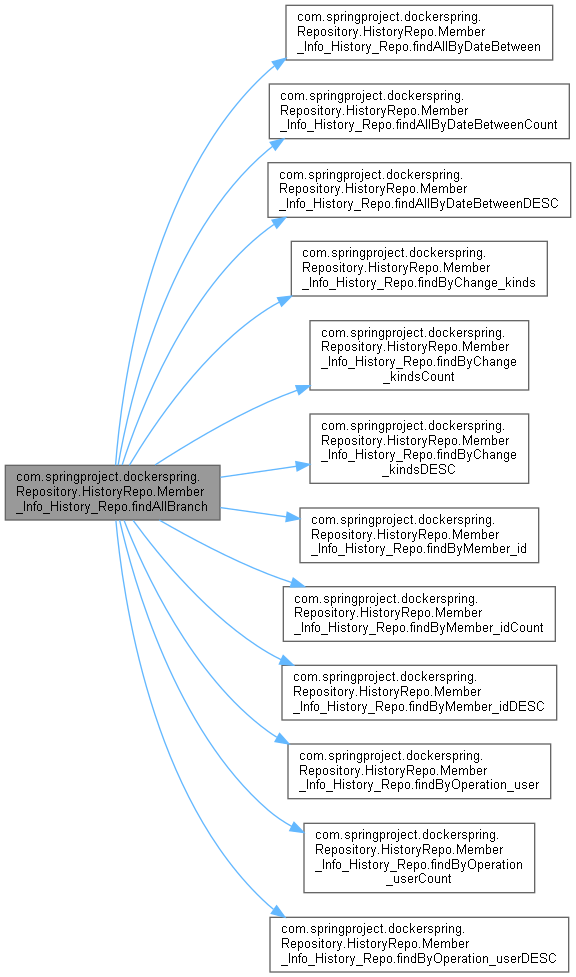 com.springproject.dockerspring.
Repository.HistoryRepo.Member
_Info_History_Repo.findAllByDateBetween
com.springproject.dockerspring.
Repository.HistoryRepo.Member
_Info_History_Repo.findAllByDateBetweenCount
com.springproject.dockerspring.
Repository.HistoryRepo.Member
_Info_History_Repo.findAllByDateBetweenDESC
com.springproject.dockerspring.
Repository.HistoryRepo.Member
_Info_History_Repo.findByChange_kinds
com.springproject.dockerspring.
Repository.HistoryRepo.Member
_Info_History_Repo.findByChange
_kindsCount
com.springproject.dockerspring.
Repository.HistoryRepo.Member
_Info_History_Repo.findByChange
_kindsDESC
com.springproject.dockerspring.
Repository.HistoryRepo.Member
_Info_History_Repo.findAllBranch
com.springproject.dockerspring.
Repository.HistoryRepo.Member
_Info_History_Repo.findByMember_id
com.springproject.dockerspring.
Repository.HistoryRepo.Member
_Info_History_Repo.findByMember_idCount
com.springproject.dockerspring.
Repository.HistoryRepo.Member
_Info_History_Repo.findByMember_idDESC
com.springproject.dockerspring.
Repository.HistoryRepo.Member
_Info_History_Repo.findByOperation_user
com.springproject.dockerspring.
Repository.HistoryRepo.Member
_Info_History_Repo.findByOperation
_userCount
com.springproject.dockerspring.
Repository.HistoryRepo.Member
_Info_History_Repo.findByOperation_userDESC